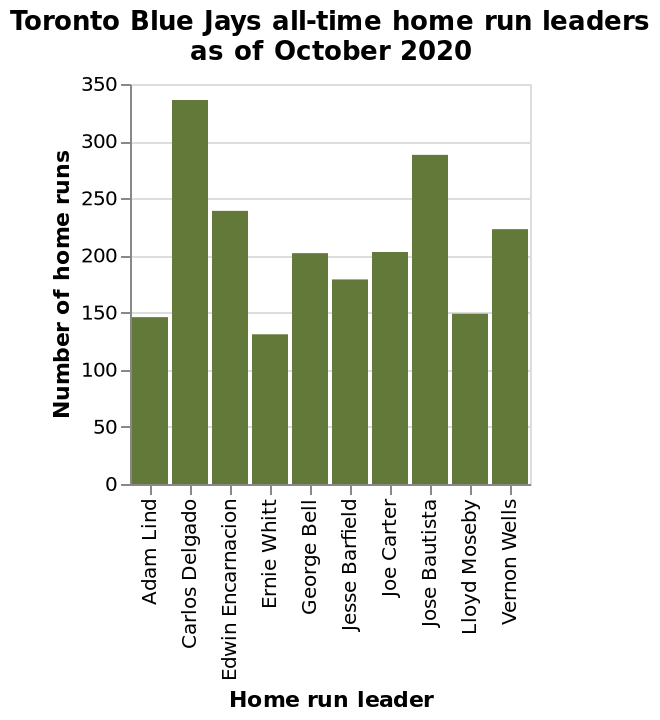 Toronto Blue Jays all-time home run leaders
as of October 2020
Number of home runs
350
300
250
200
150
100
50
0
Adam Lind
Carlos Delgado
Edwin Encarnacion
Ernie Whitt
George Bell
Jesse Barfield
Joe Carter
Jose Bautista
Lloyd Moseby
Vernon Wells
Home run leader